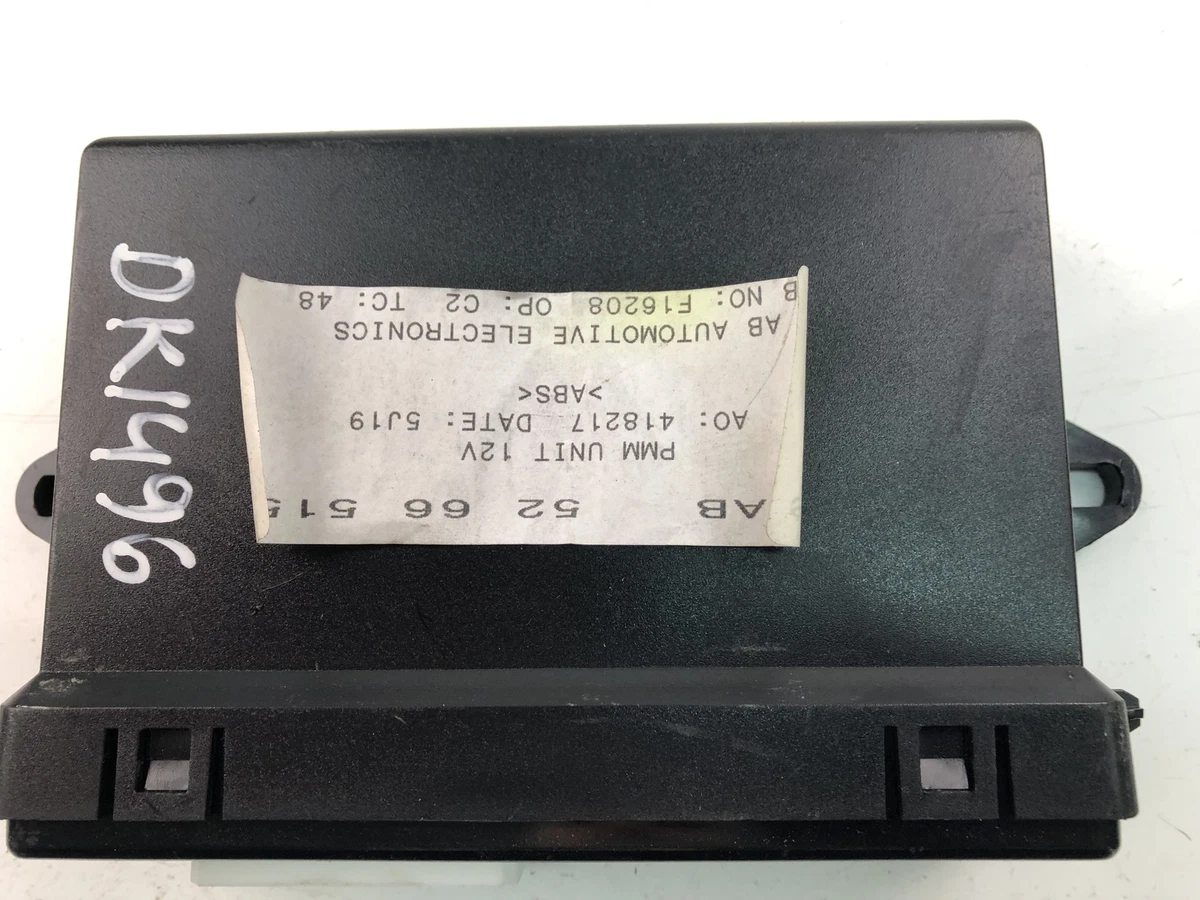 AB 52 66 515
PMM UNIT 12V
AO: 418217 DATE: 5J19
>ABS<
AB AUTOMOTIVE ELECTRONICS
B NO: F16208 OP: C2 TC: 48
DK1496